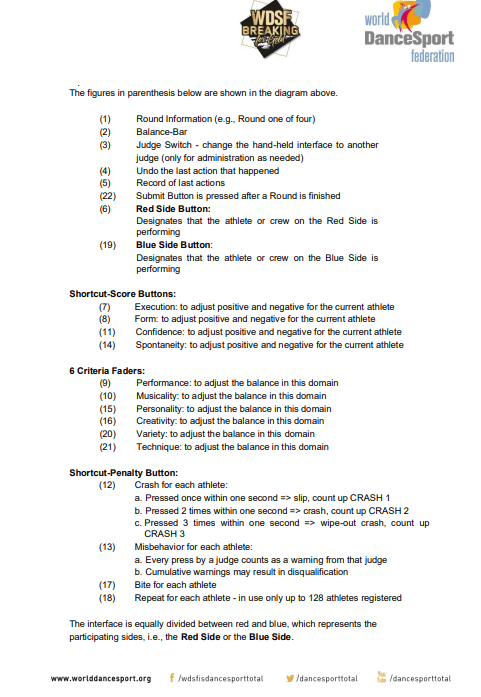 WDSF
BREAKING
for Gold
world
DanceSport
federation
.
The figures in parenthesis below are shown in the diagram above.
(1) Round Information (e.g., Round one of four)
(2) Balance-Bar
(3) Judge Switch - change the hand-held interface to another
judge (only for administration as needed)
(4) Undo the last action that happened
(5) Record of last actions
(22) Submit Button is pressed after a Round is finished
(6) Red Side Button:
Designates that the athlete or crew on the Red Side is
performing
(19) Blue Side Button:
Designates that the athlete or crew on the Blue Side is
performing
Shortcut-Score Buttons:
(7) Execution: to adjust positive and negative for the current athlete
(8) Form: to adjust positive and negative for the current athlete
(11) Confidence: to adjust positive and negative for the current athlete
(14) Spontaneity: to adjust positive and negative for the current athlete
6 Criteria Faders:
(9) Performance: to adjust the balance in this domain
(10) Musicality: to adjust the balance in this domain
(15) Personality: to adjust the balance in this domain
(16) Creativity: to adjust the balance in this domain
(20) Variety: to adjust the balance in this domain
(21) Technique: to adjust the balance in this domain
Shortcut-Penalty Button:
(12) Crash for each athlete:
a. Pressed once within one second => slip, count up CRASH 1
b. Pressed 2 times within one second => crash, count up CRASH 2
c. Pressed 3 times within one second => wipe-out crash, count up
CRASH 3
(13) Misbehavior for each athlete:
a. Every press by a judge counts as a warning from that judge
b. Cumulative warnings may result in disqualification
(17) Bite for each athlete
(18) Repeat for each athlete - in use only up to 128 athletes registered
The interface is equally divided between red and blue, which represents the
participating sides, i.e., the Red Side or the Blue Side.
www.worlddancesport.org f /wdsfisdancesporttotal /dancesporttotal You Tube /dancesporttotal